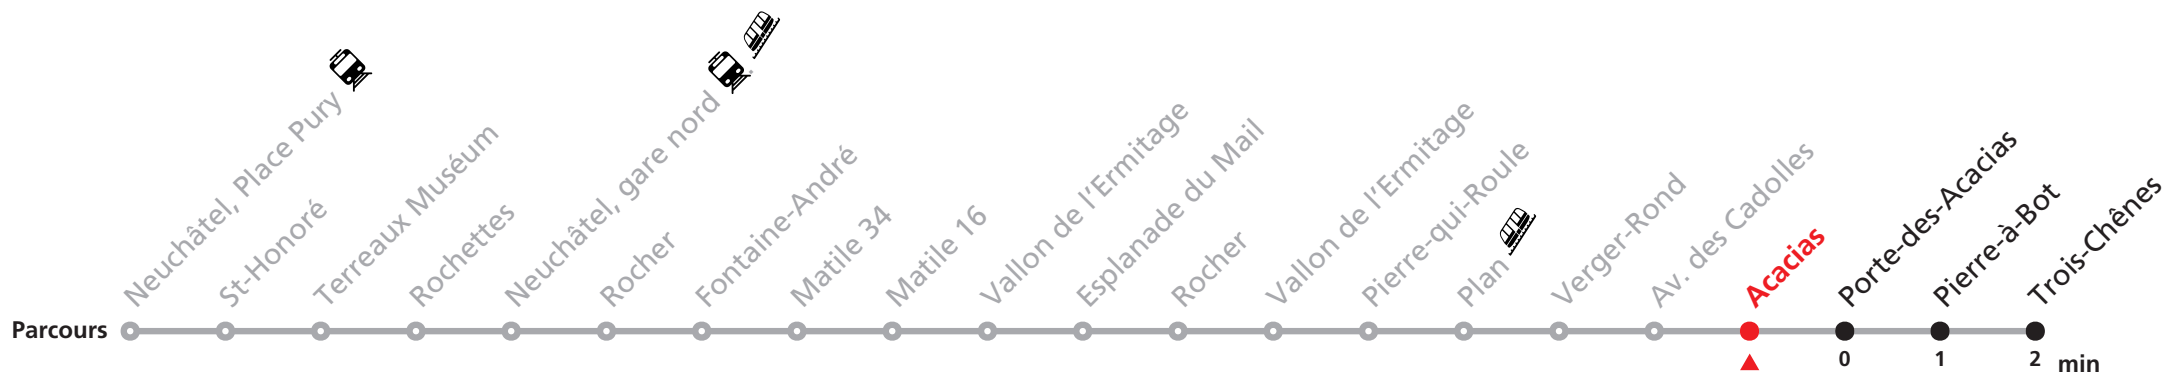 Neuchâtel, Place Pury
St-Honoré
Terreaux Muséum
Rochettes
Neuchâtel, gare nord
Rocher
Fontaine-André
Matile 34
Matile 16
Vallon de l'Ermitage
Esplanade du Mail
Rocher
Vallon de l'Ermitage
Pierre-qui-Roule
Plan
Verger-Rond
Av. des Cadolles
Acacias
Porte-des-Acacias
Pierre-à-Bot
Trois-Chênes
Parcours
0 1 2 min